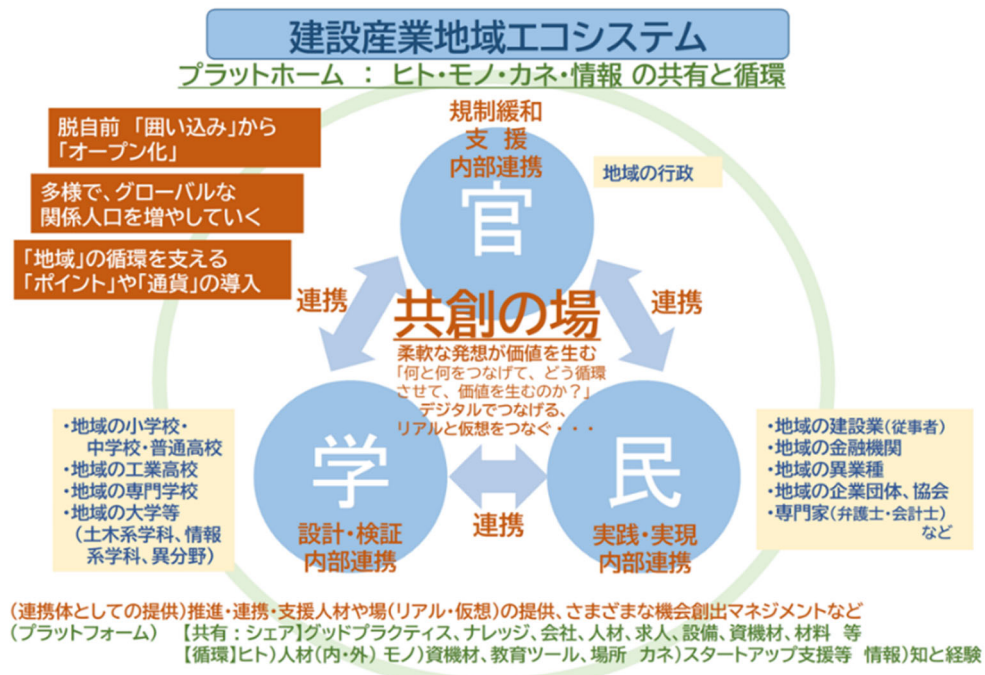 建設産業地域エコシステム
プラットホーム ： ヒト・モノ・カネ・情報 の共有と循環
脱自前 「囲い込み」から
「オープン化」
多様で、グローバルな
関係人口を増やしていく
「地域」の循環を支える
「ポイント」や「通貨」の導入
規制緩和
支 援
内部連携
官
地域の行政
連携
連携
共創の場
柔軟な発想が価値を生む
「何と何をつなげて、どう循環
させて、価値を生むのか？」
デジタルでつなげる、
リアルと仮想をつなぐ・・・
・地域の小学校・
中学校・普通高校
・地域の工業高校
・地域の専門学校
・地域の大学等
（土木系学科、情報
系学科、異分野）
学
設計・検証
内部連携
連携
民
実践・実現
内部連携
・地域の建設業（従事者）
・地域の金融機関
・地域の異業種
・地域の企業団体、協会
・専門家（弁護士・会計士）
など
（連携体としての提供）推進・連携・支援人材や場（リアル・仮想）の提供、さまざまな機会創出マネジメントなど
（プラットフォーム） 【共有：シェア】グッドプラクティス、ナレッジ、会社、人材、求人、設備、資機材、材料 等
【循環】ヒト）人材（内・外） モノ）資機材、教育ツール、場所 カネ）スタートアップ支援等 情報）知と経験